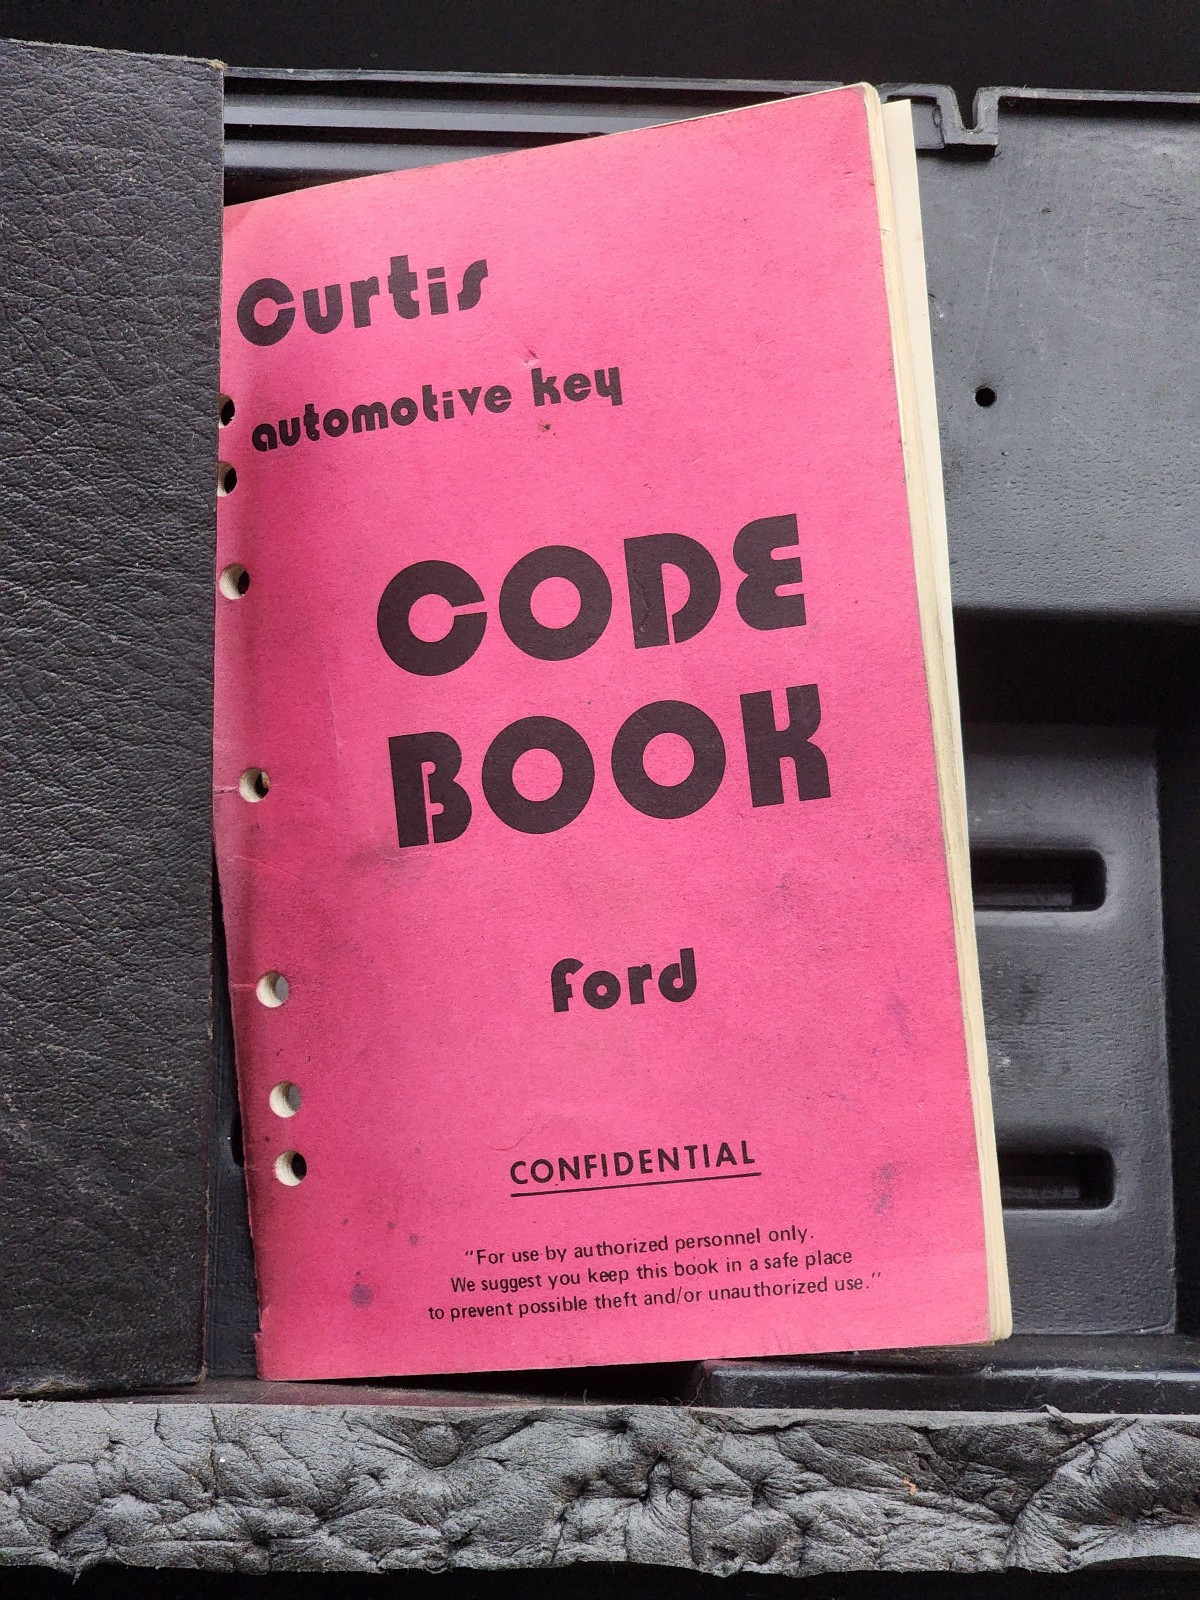 Curtis
automotive key
CODE
BOOK
Ford
CONFIDENTIAL
"For use by authorized personnel only.
We suggest you keep this book in a safe place
to prevent possible theft and/or unauthorized use."